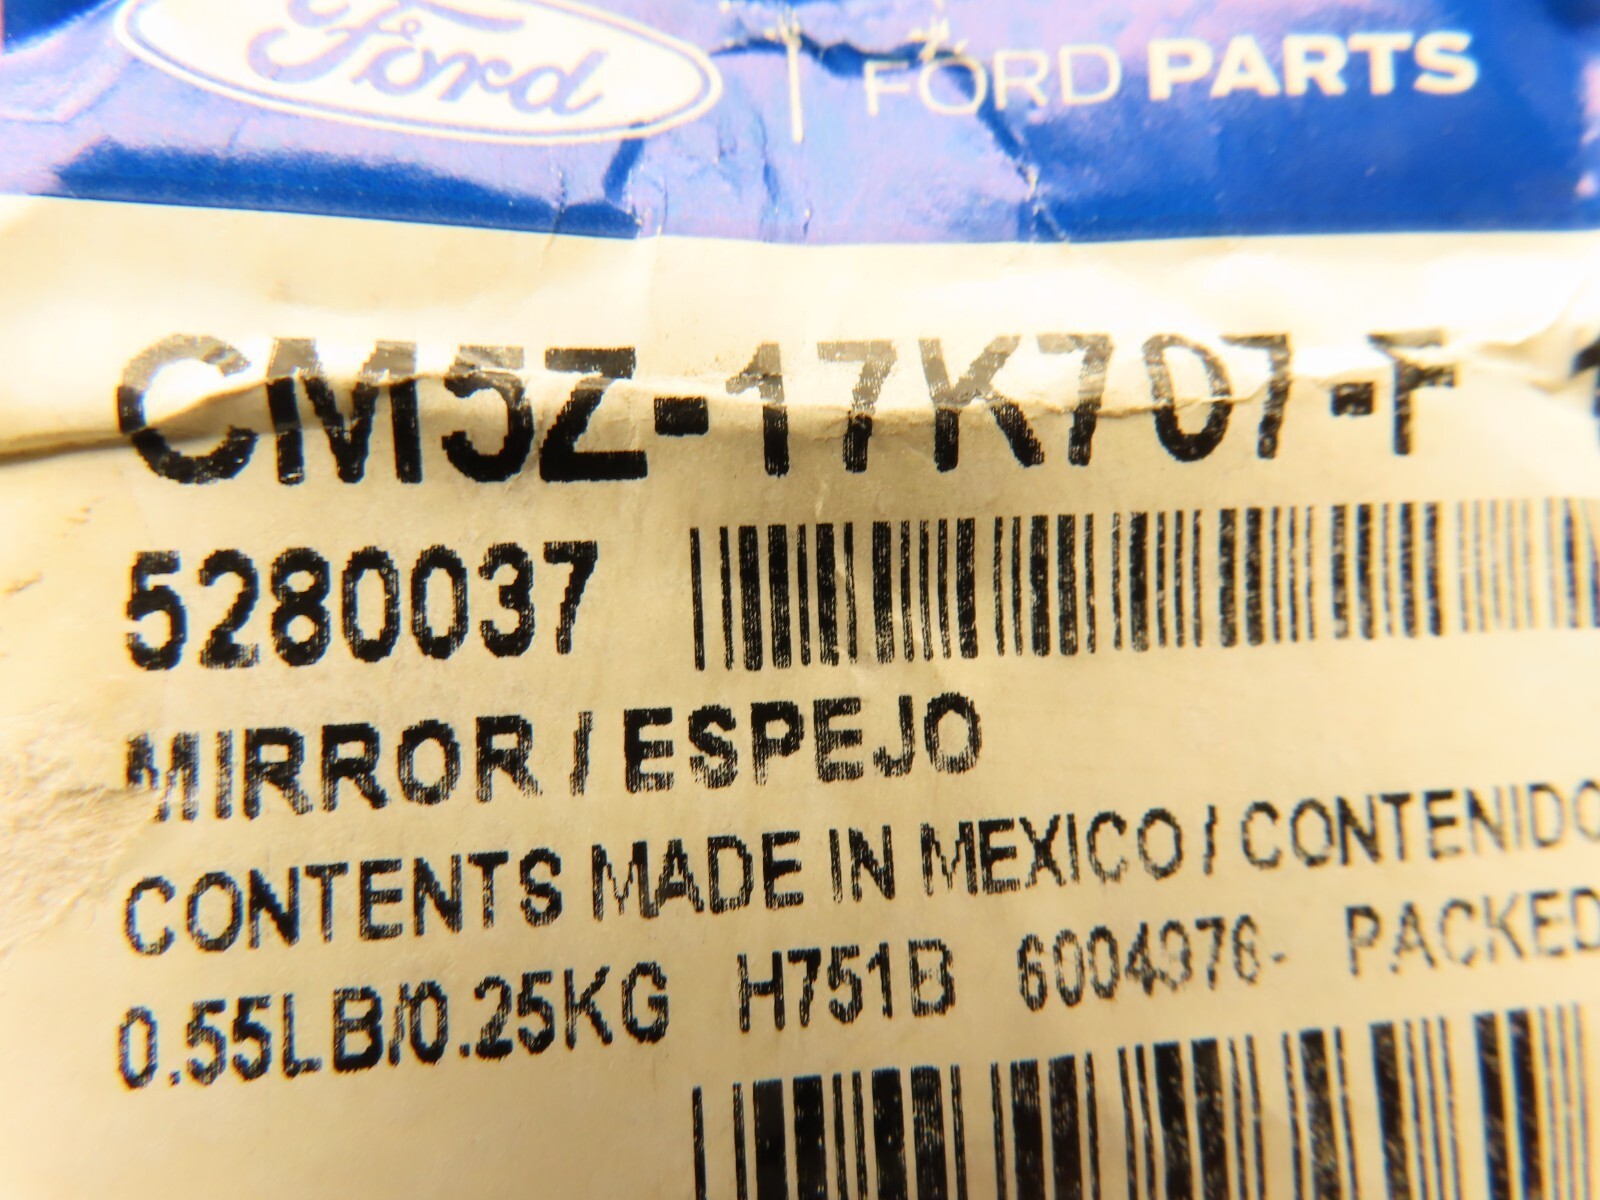 Ford FORD PARTS
CM5Z-17K707-F
5280037
MIRROR / ESPEJO
CONTENTS MADE IN MEXICO / CONTENIDO
0.55LB/0.25KG H751B 6004976- PACKED